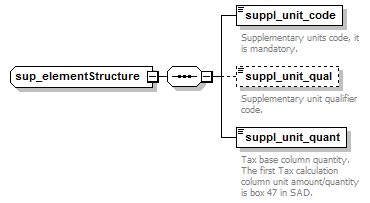 suppl_unit_code
Supplementary units code, it
is mandatory.
sup_elementStructure
suppl_unit_qual
Supplementary unit qualifier
code.
suppl_unit_quant
Tax base column quantity.
The first Tax calculation
column unit amount/quantity
is box 47 in SAD.